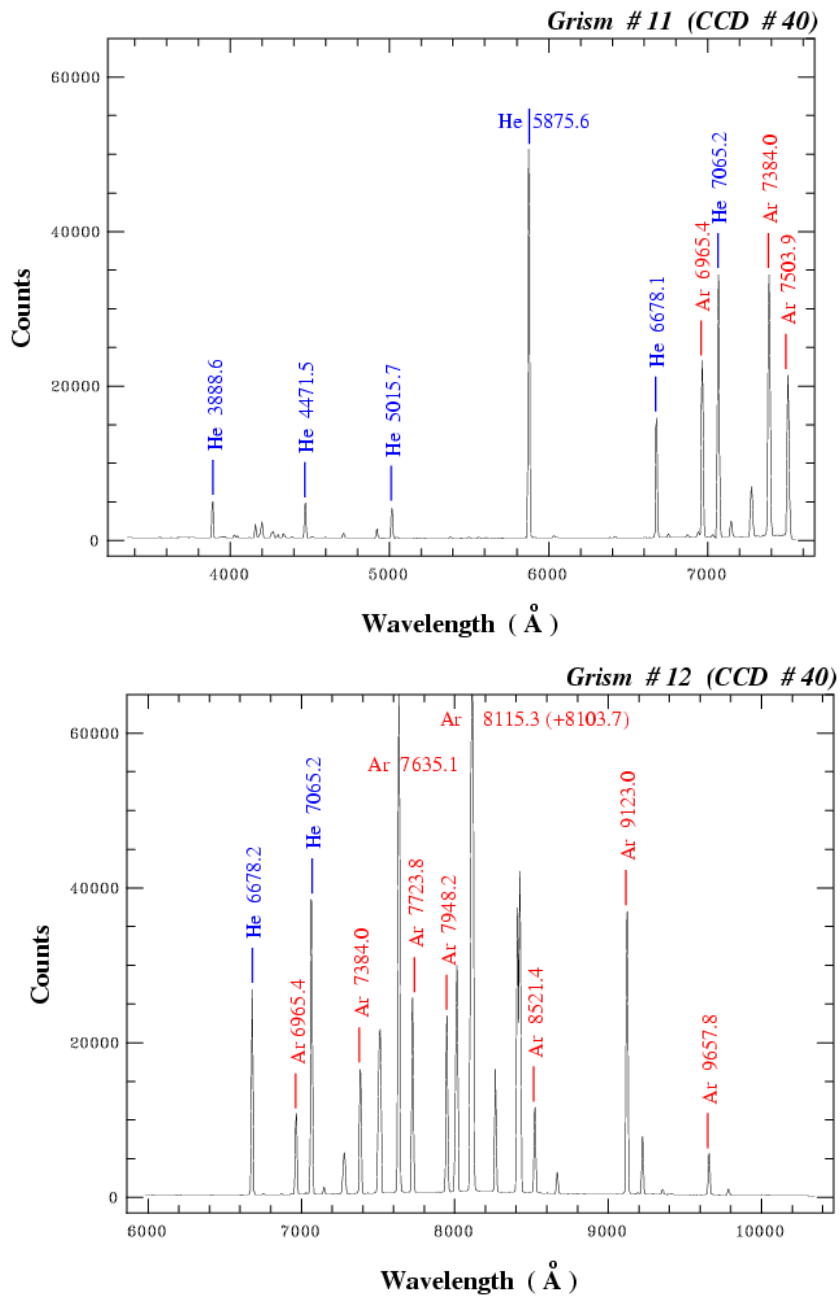 Grism # 11 (CCD # 40)
60000
40000
20000
0
Counts
He 3888.6
He 4471.5
He 5015.7
He 5875.6
He 6678.1
Ar 6965.4
He 7065.2
Ar 7384.0
Ar 7503.9
4000
5000
6000
7000
Wavelength ( Å )
Grism # 12 (CCD # 40)
60000
40000
20000
0
Counts
He 6678.2
Ar 6965.4
He 7065.2
Ar 7384.0
Ar 7635.1
Ar 7723.8
Ar 7948.2
Ar 8115.3 (+8103.7)
Ar 8521.4
Ar 9123.0
Ar 9657.8
6000
7000
8000
9000
10000
Wavelength ( Å )